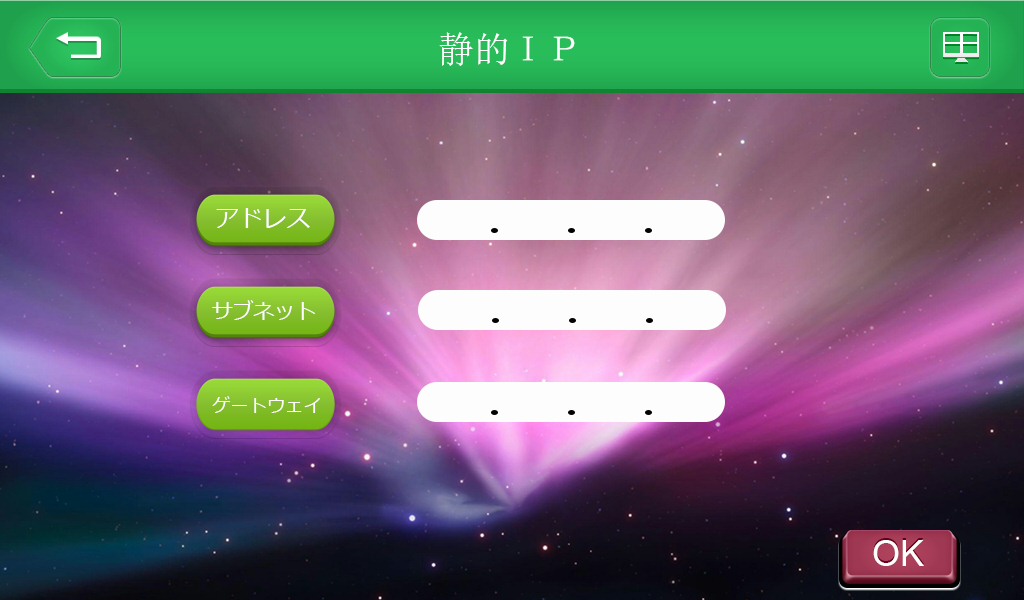 静的ＩＰ
アドレス
. . .
サブネット
. . .
ゲートウェイ
. . .
OK